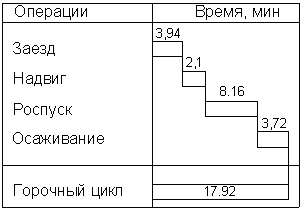 Операции Время, мин
Заезд 3,94
Надвиг 2,1
Роспуск 8.16
Осаживание 3,72
Горочный цикл 17.92